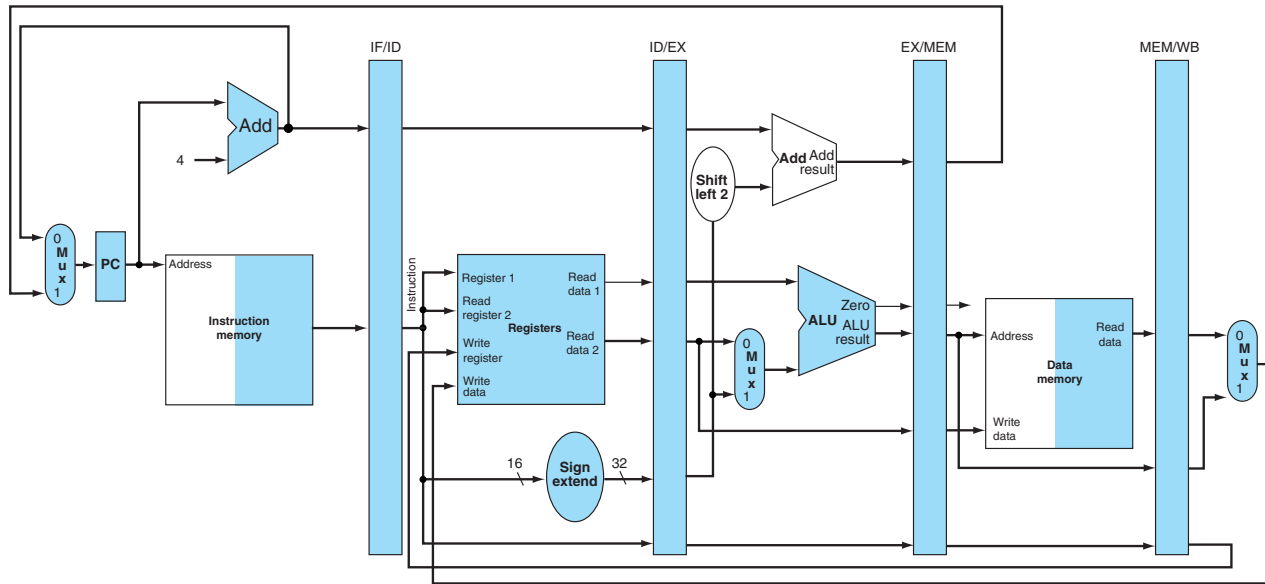 IF/ID
ID/EX
EX/MEM
MEM/WB
Add
4
Add Add
result
Shift
left 2
0
M
u
x
1
PC
Address
Instruction
memory
Instruction
Register 1
Read
register 2
Write
register
Write
data
Registers
Read
data 1
Read
data 2
0
M
u
x
1
Zero
ALU
ALU
result
Address
Read
data
Data
memory
Write
data
0
M
u
x
1
16
Sign
extend
32